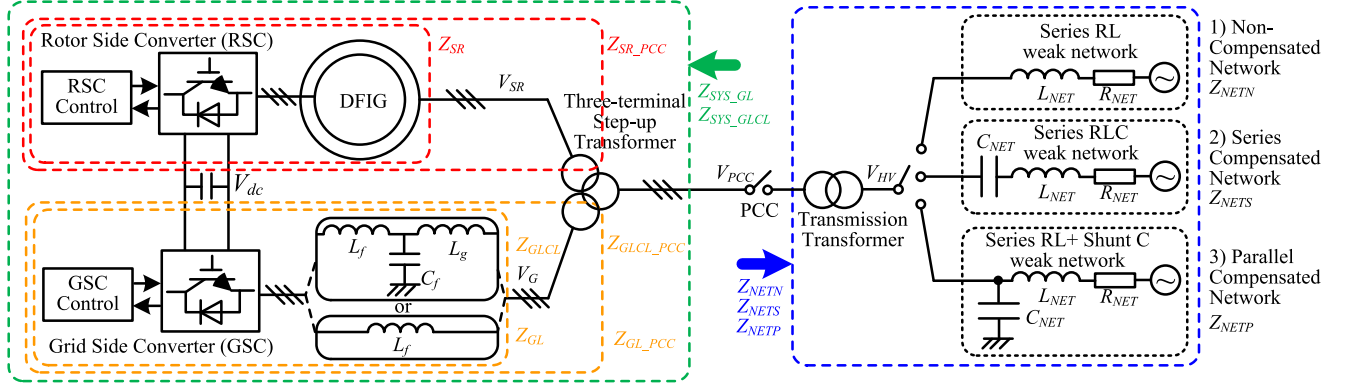 Rotor Side Converter (RSC)
RSC
Control
DFIG
Z_SR
Z_SR_PCC
V_SR
V_dc
Three-terminal
Step-up
Transformer
Z_SYS_GL
Z_SYS_GLCL
GSC
Control
Grid Side Converter (GSC)
L_f
L_g
C_f
or
L_f
Z_GLCL
Z_GLCL_PCC
V_G
Z_GL
Z_GL_PCC
V_PCC
PCC
V_HV
Transmission
Transformer
Z_NETN
Z_NETS
Z_NETP
Series RL
weak network
L_NET
R_NET
1) Non-
Compensated
Network
Z_NETN
Series RLC
weak network
C_NET
L_NET
R_NET
2) Series
Compensated
Network
Z_NETS
Series RL+ Shunt C
weak network
L_NET
R_NET
C_NET
3) Parallel
Compensated
Network
Z_NETP